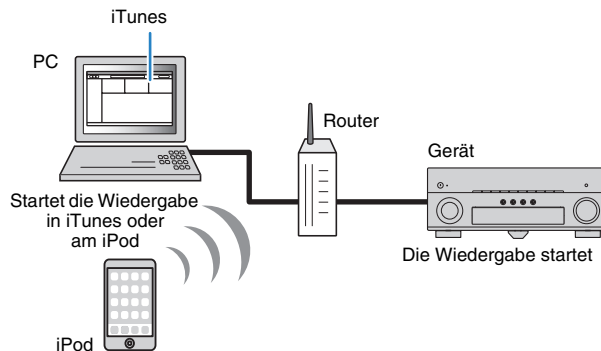 iTunes
PC
Router
Gerät
Startet die Wiedergabe
in iTunes oder
am iPod
Die Wiedergabe startet
iPod